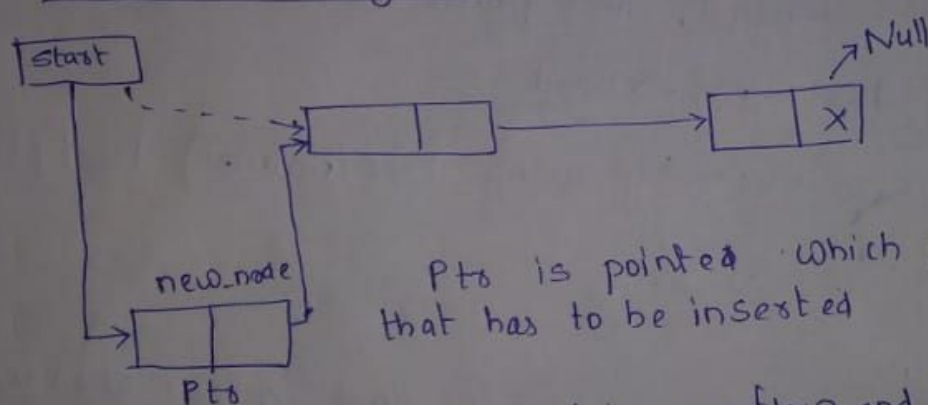 start
Null
X
new_node
Ptr
Ptr is pointed which
that has to be inserted